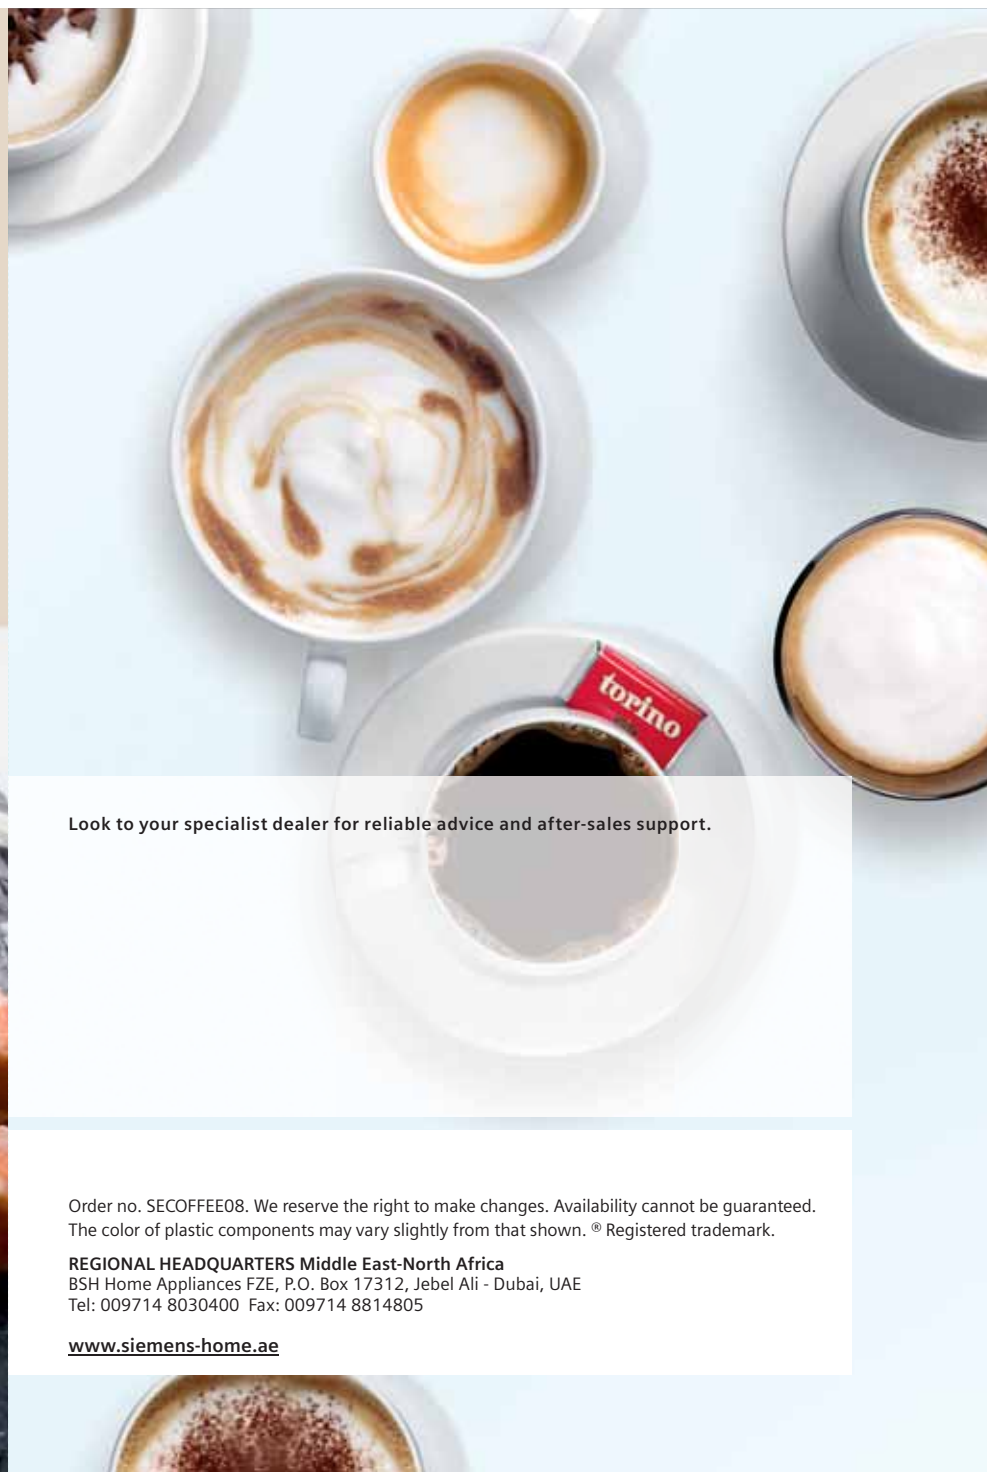 torino
Look to your specialist dealer for reliable advice and after-sales support.
Order no. SECOFFEE08. We reserve the right to make changes. Availability cannot be guaranteed.
The color of plastic components may vary slightly from that shown. ® Registered trademark.
REGIONAL HEADQUARTERS Middle East-North Africa
BSH Home Appliances FZE, P.O. Box 17312, Jebel Ali - Dubai, UAE
Tel: 009714 8030400 Fax: 009714 8814805
www.siemens-home.ae